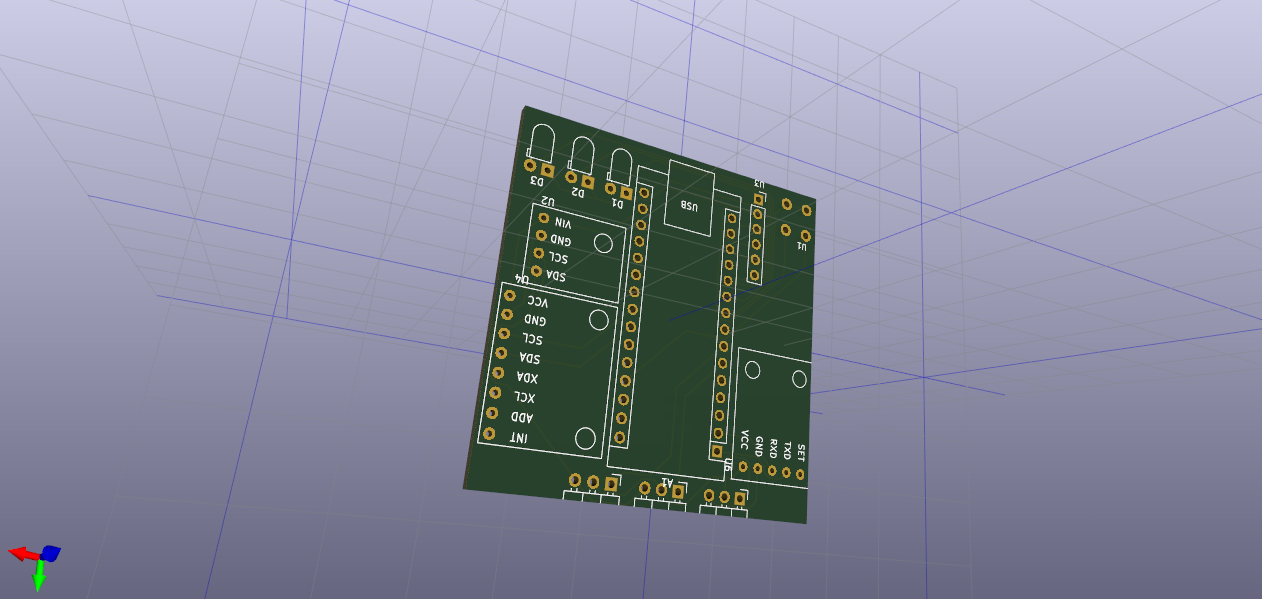 D3
D2
D1
USB
U3
U1
U2
VIN
GND
SCL
SDA
U4
VCC
GND
SCL
SDA
XDA
XCL
ADD
INT
VCC
GND
RXD
TXD
SET
U6
A1